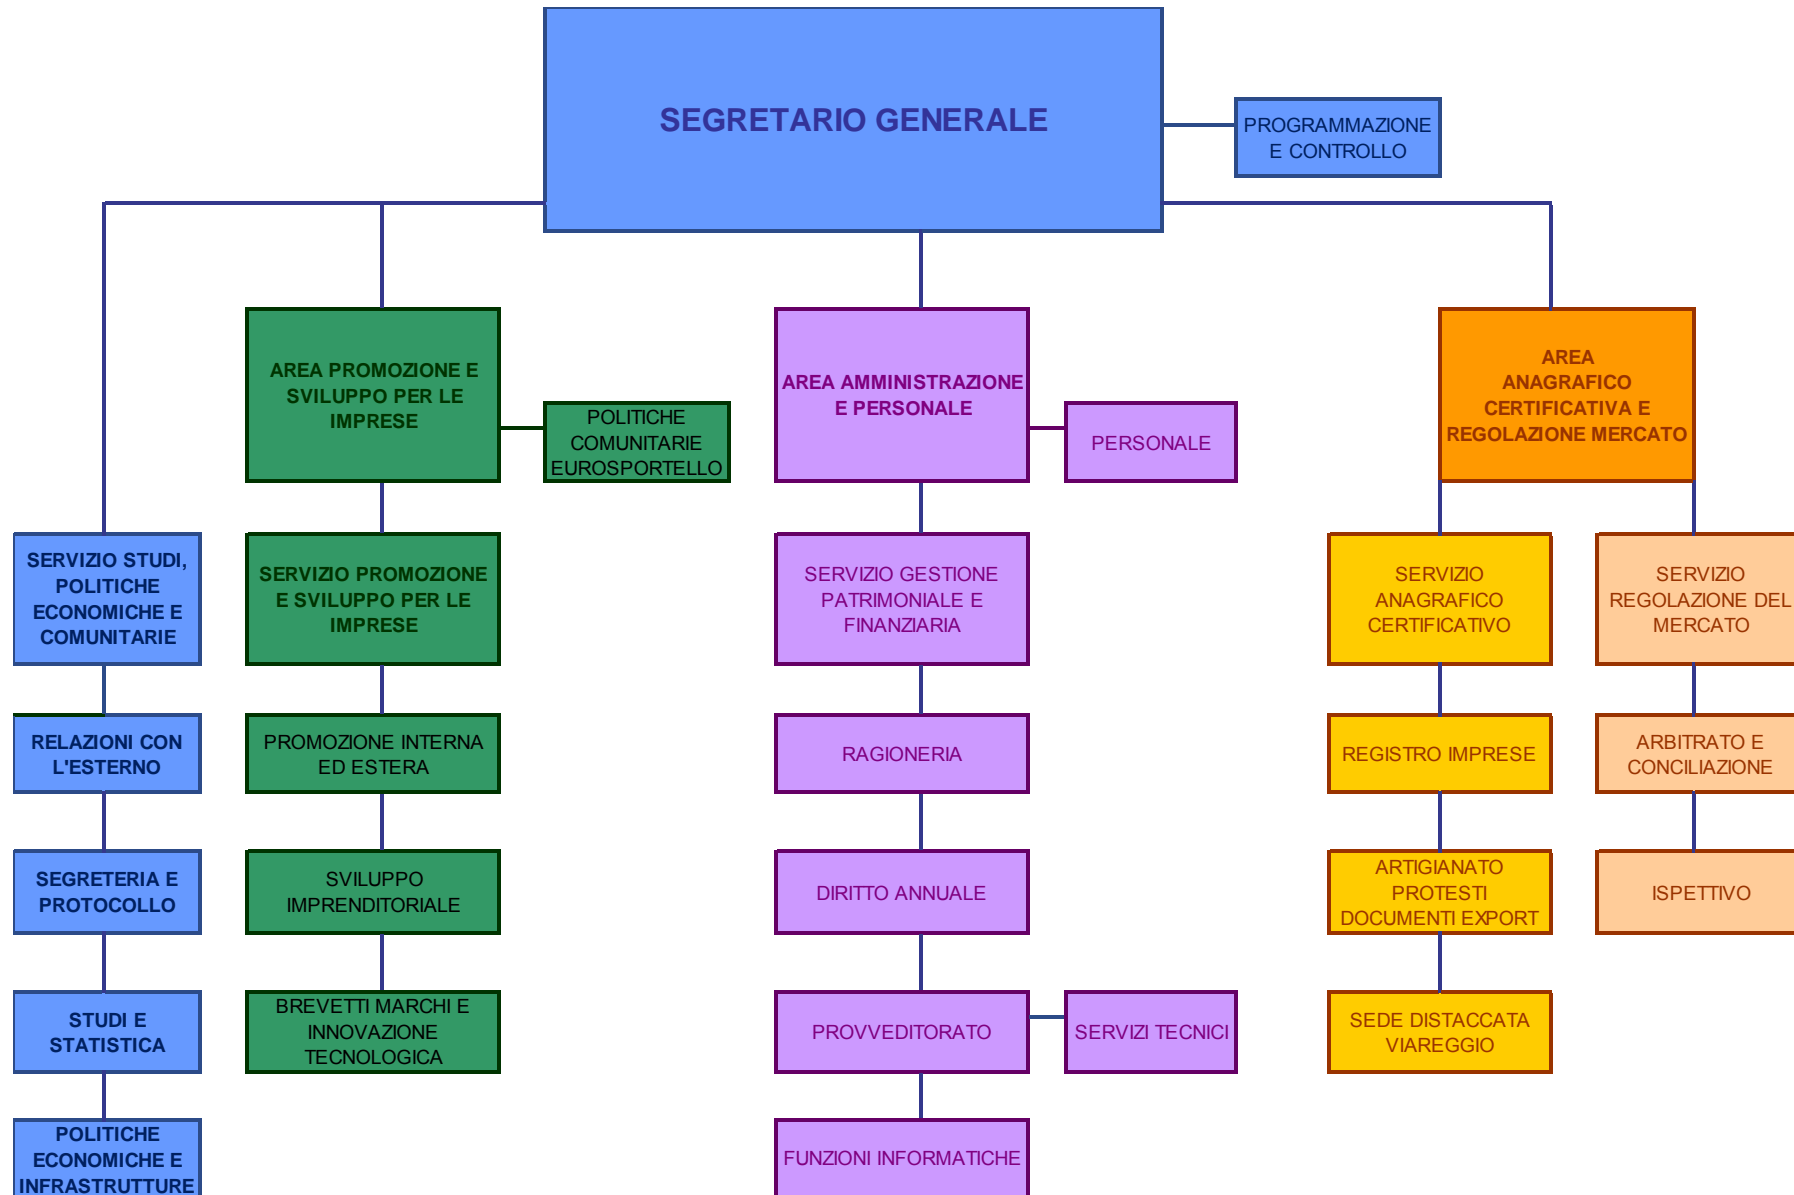 SEGRETARIO GENERALE
PROGRAMMAZIONE
E CONTROLLO
AREA PROMOZIONE E
SVILUPPO PER LE
IMPRESE
POLITICHE
COMUNITARIE
EUROSPORTELLO
AREA AMMINISTRAZIONE
E PERSONALE
PERSONALE
AREA
ANAGRAFICO
CERTIFICATIVA E
REGOLAZIONE MERCATO
SERVIZIO STUDI,
POLITICHE
ECONOMICHE E
COMUNITARIE
SERVIZIO PROMOZIONE
E SVILUPPO PER LE
IMPRESE
SERVIZIO GESTIONE
PATRIMONIALE E
FINANZIARIA
SERVIZIO
ANAGRAFICO
CERTIFICATIVO
SERVIZIO
REGOLAZIONE DEL
MERCATO
RELAZIONI CON
L'ESTERNO
PROMOZIONE INTERNA
ED ESTERA
RAGIONERIA
REGISTRO IMPRESE
ARBITRATO E
CONCILIAZIONE
SEGRETERIA E
PROTOCOLLO
SVILUPPO
IMPRENDITORIALE
DIRITTO ANNUALE
ARTIGIANATO
PROTESTI
DOCUMENTI EXPORT
ISPETTIVO
STUDI E
STATISTICA
BREVETTI MARCHI E
INNOVAZIONE
TECNOLOGICA
PROVVEDITORATO
SERVIZI TECNICI
SEDE DISTACCATA
VIAREGGIO
POLITICHE
ECONOMICHE E
INFRASTRUTTURE
FUNZIONI INFORMATICHE